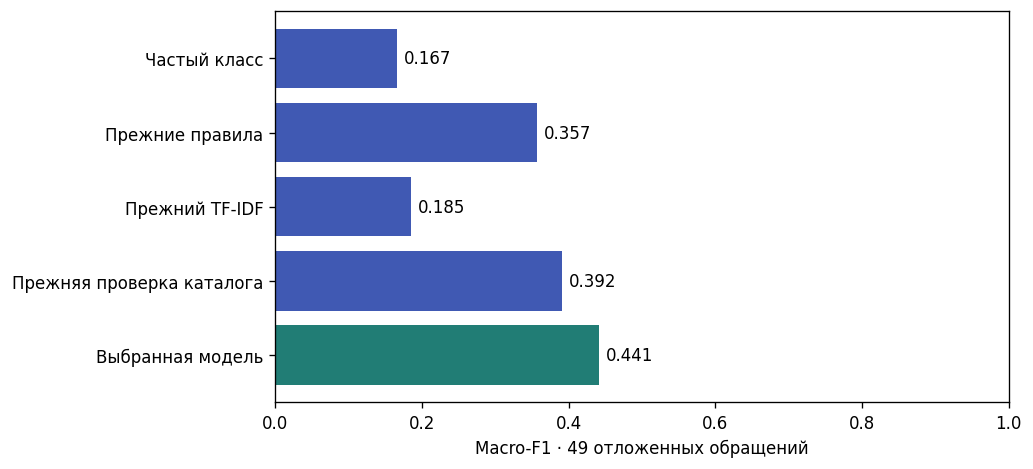 Частый класс
0.167
Прежние правила
0.357
Прежний TF-IDF
0.185
Прежняя проверка каталога
0.392
Выбранная модель
0.441
0.0 0.2 0.4 0.6 0.8 1.0
Macro-F1 · 49 отложенных обращений